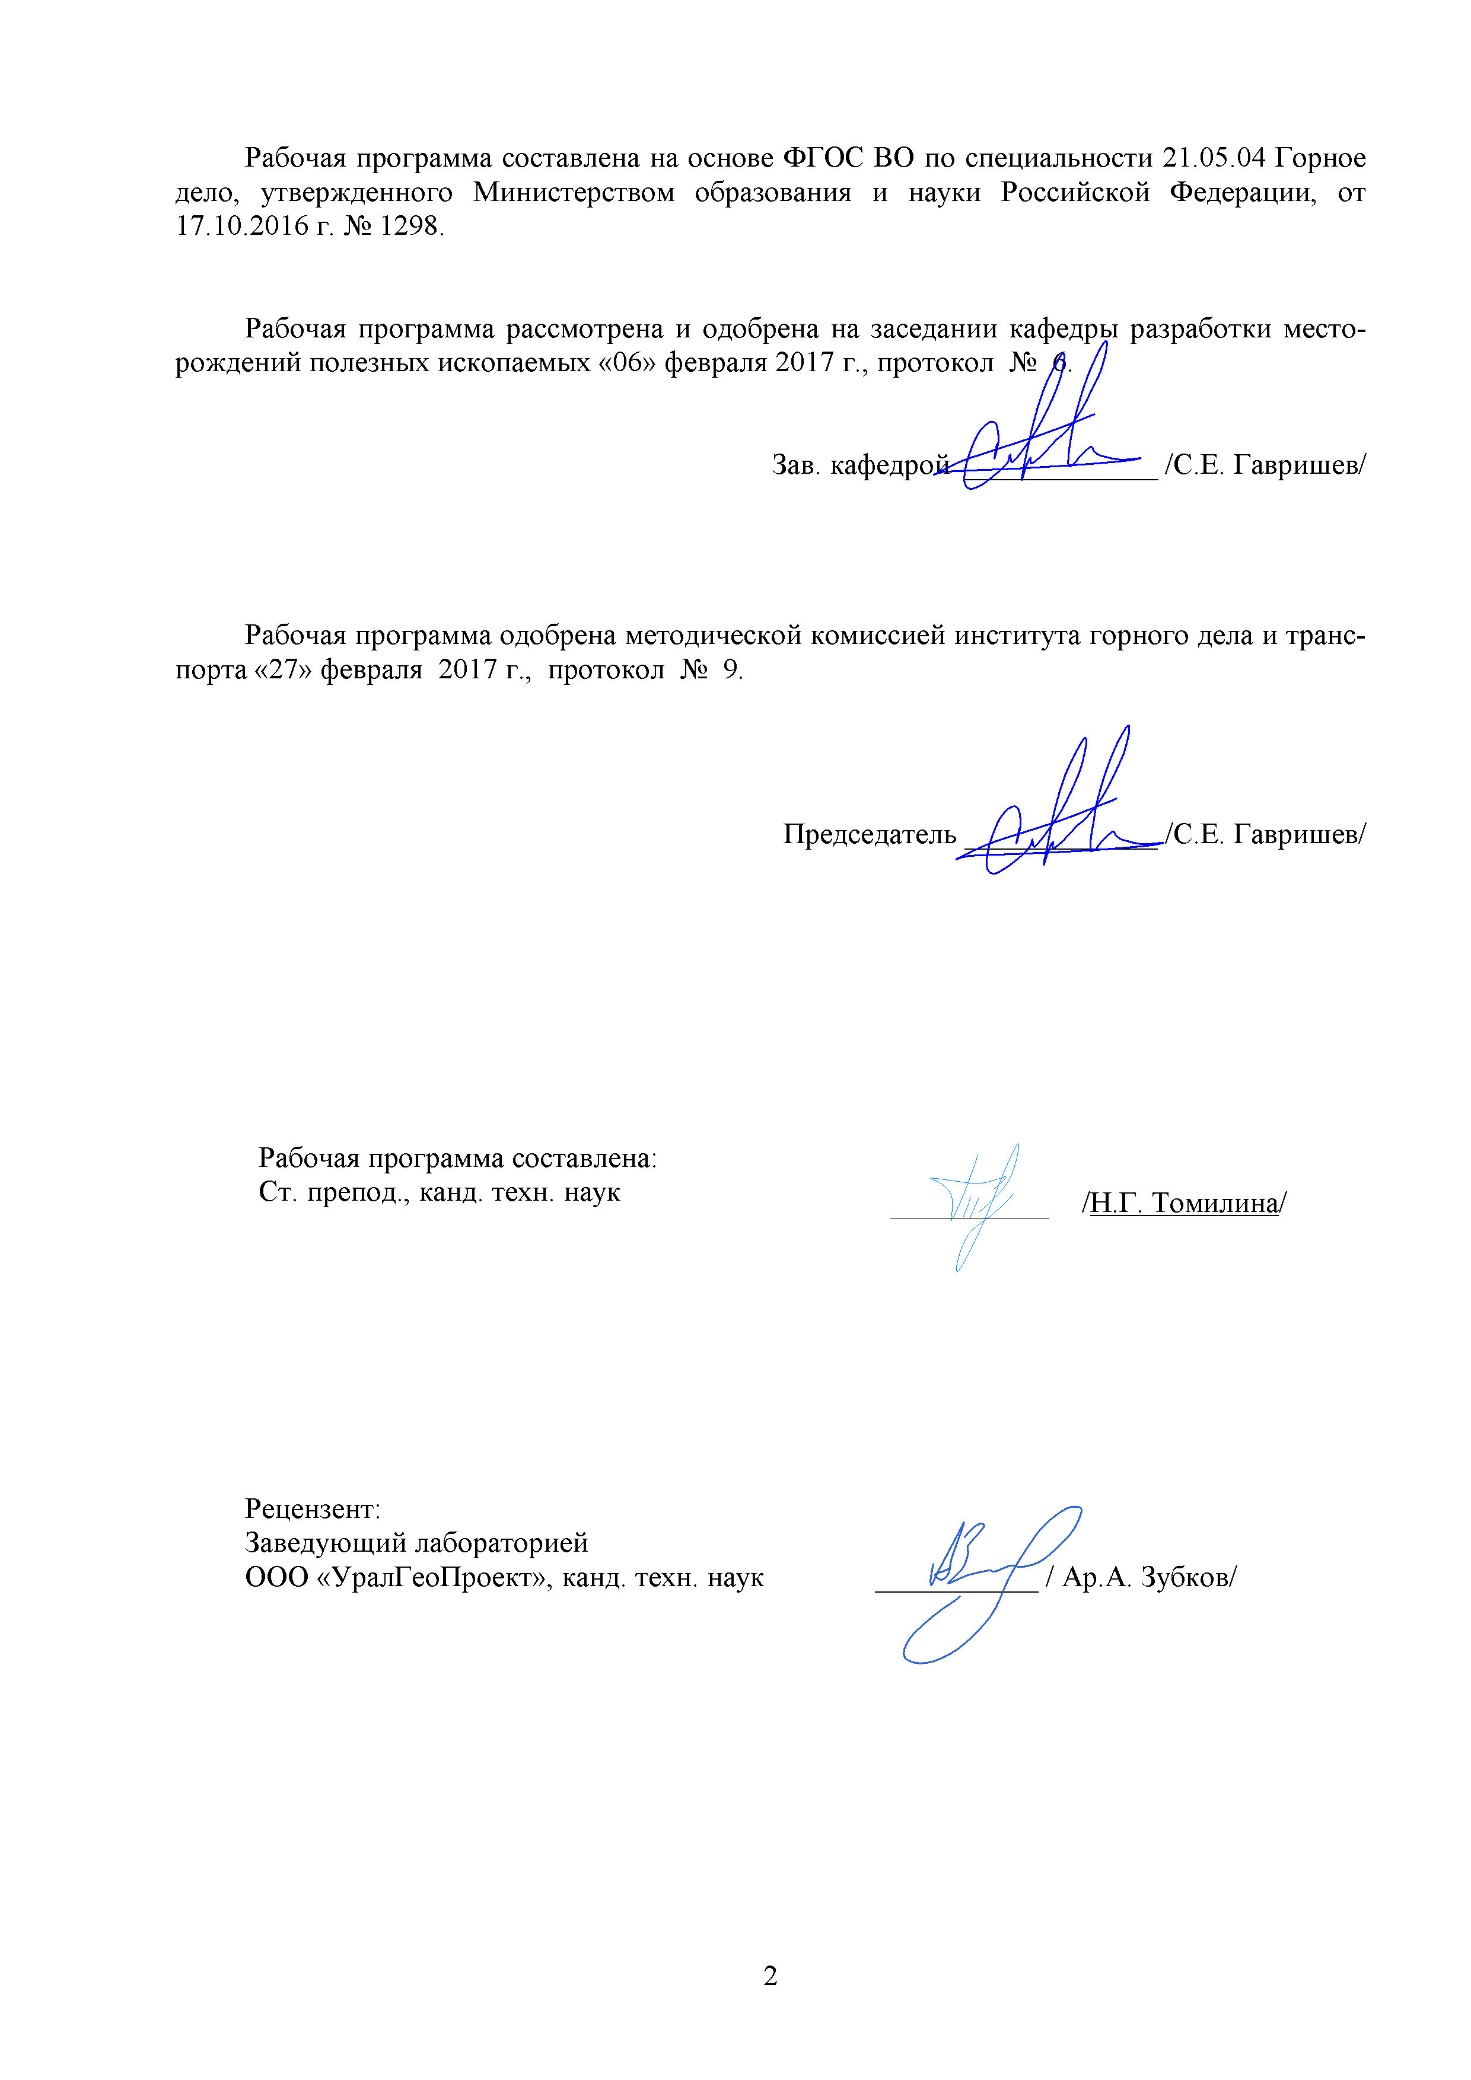 Рабочая программа составлена на основе ФГОС ВО по специальности 21.05.04 Горное
дело, утвержденного Министерством образования и науки Российской Федерации, от
17.10.2016 г. № 1298.
Рабочая программа рассмотрена и одобрена на заседании кафедры разработки место-
рождений полезных ископаемых «06» февраля 2017 г., протокол № 6.
Зав. кафедрой ______________ /С.Е. Гавришев/
Рабочая программа одобрена методической комиссией института горного дела и транс-
порта «27» февраля 2017 г., протокол № 9.
Председатель ______________ /С.Е. Гавришев/
Рабочая программа составлена:
Ст. препод., канд. техн. наук ___________ /Н.Г. Томилина/
Рецензент:
Заведующий лабораторией
ООО «УралГеоПроект», канд. техн. наук ___________ / Ар.А. Зубков/
2